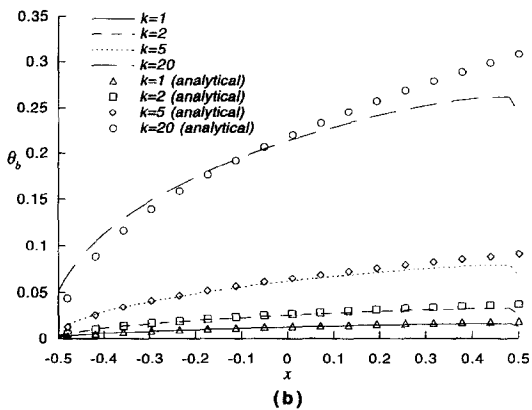 0.35
k=1
k=2
k=5
k=20
k=1 (analytical)
k=2 (analytical)
k=5 (analytical)
k=20 (analytical)
0.3
0.25
0.2
θb
0.15
0.1
0.05
0
-0.5 -0.4 -0.3 -0.2 -0.1 0 0.1 0.2 0.3 0.4 0.5
x
(b)